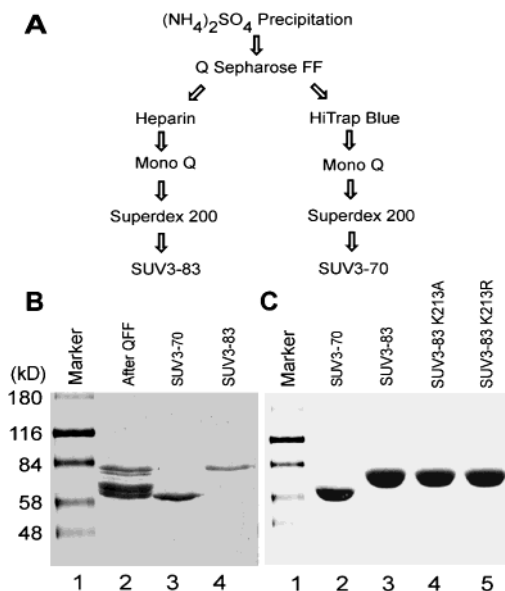 A
(NH4)2SO4 Precipitation
Q Sepharose FF
Heparin
HiTrap Blue
Mono Q
Mono Q
Superdex 200
Superdex 200
SUV3-83
SUV3-70
B
(kD)
Marker
After QFF
SUV3-70
SUV3-83
180
116
84
58
48
1 2 3 4
C
Marker
SUV3-70
SUV3-83
SUV3-83 K213A
SUV3-83 K213R
1 2 3 4 5